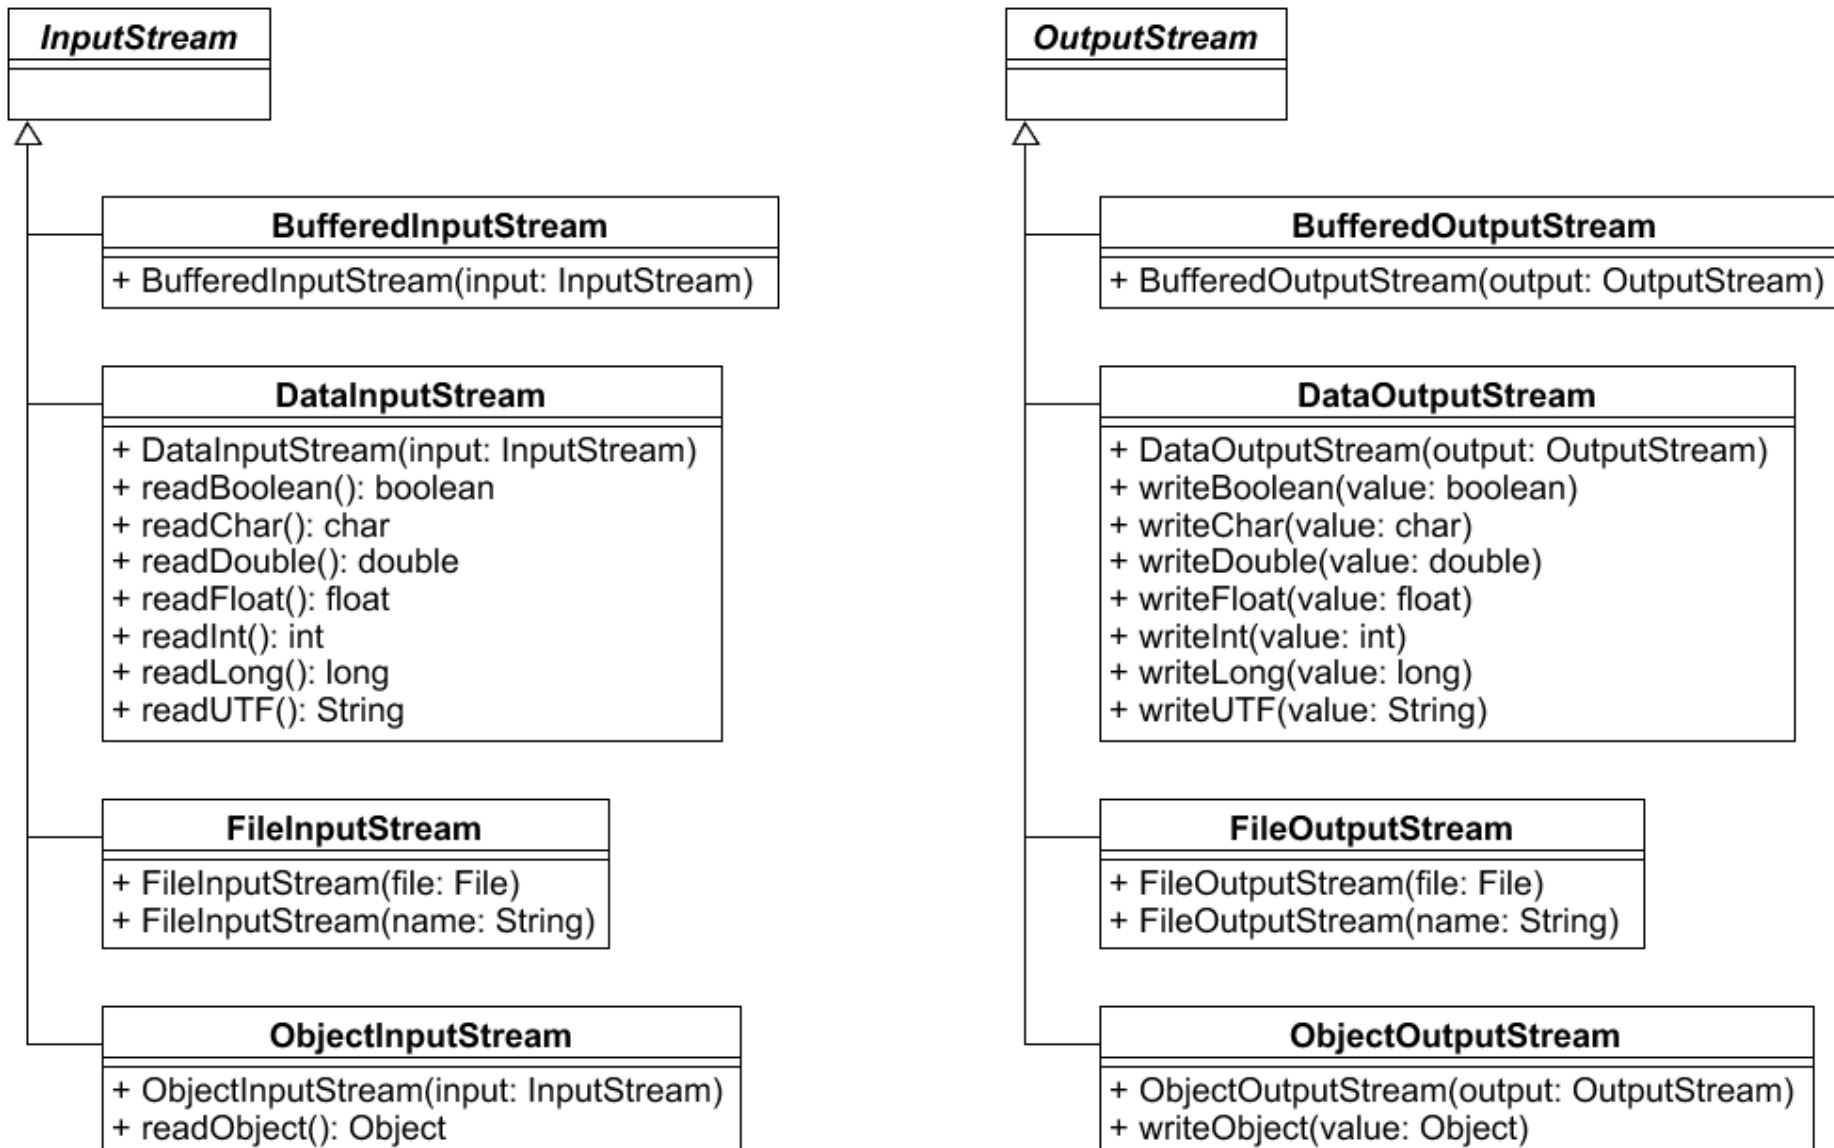 InputStream
BufferedInputStream
+ BufferedInputStream(input: InputStream)
DataInputStream
+ DataInputStream(input: InputStream)
+ readBoolean(): boolean
+ readChar(): char
+ readDouble(): double
+ readFloat(): float
+ readInt(): int
+ readLong(): long
+ readUTF(): String
FileInputStream
+ FileInputStream(file: File)
+ FileInputStream(name: String)
ObjectInputStream
+ ObjectInputStream(input: InputStream)
+ readObject(): Object
OutputStream
BufferedOutputStream
+ BufferedOutputStream(output: OutputStream)
DataOutputStream
+ DataOutputStream(output: OutputStream)
+ writeBoolean(value: boolean)
+ writeChar(value: char)
+ writeDouble(value: double)
+ writeFloat(value: float)
+ writeInt(value: int)
+ writeLong(value: long)
+ writeUTF(value: String)
FileOutputStream
+ FileOutputStream(file: File)
+ FileOutputStream(name: String)
ObjectOutputStream
+ ObjectOutputStream(output: OutputStream)
+ writeObject(value: Object)